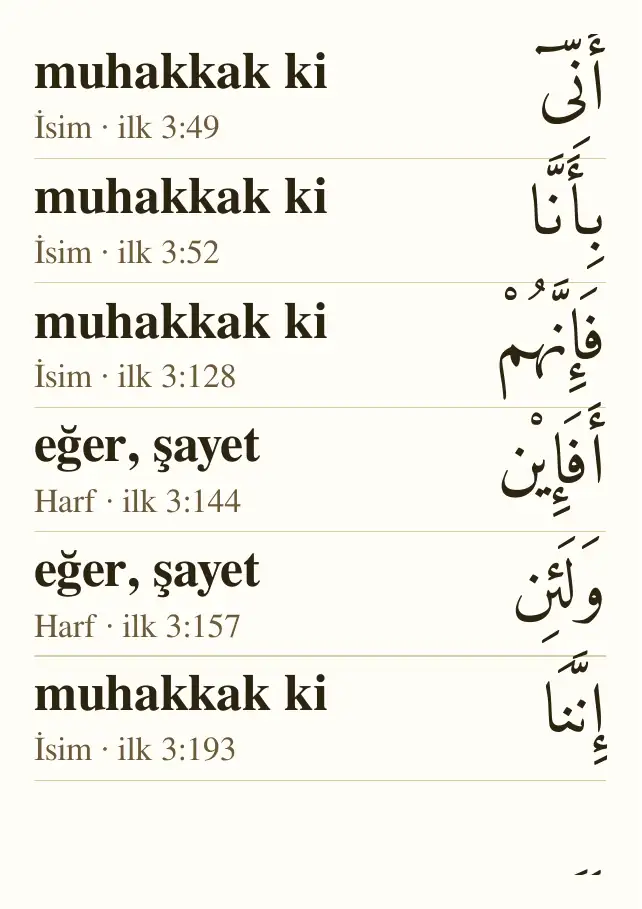 muhakkak ki أَنّٓى
İsim · ilk 3:49
muhakkak ki بِأَنَّا
İsim · ilk 3:52
muhakkak ki فَإِنَّهُمْ
İsim · ilk 3:128
eğer, şayet أَفَإِي۟ن
Harf · ilk 3:144
eğer, şayet وَلَئِن
Harf · ilk 3:157
muhakkak ki إِنَّنَا
İsim · ilk 3:193